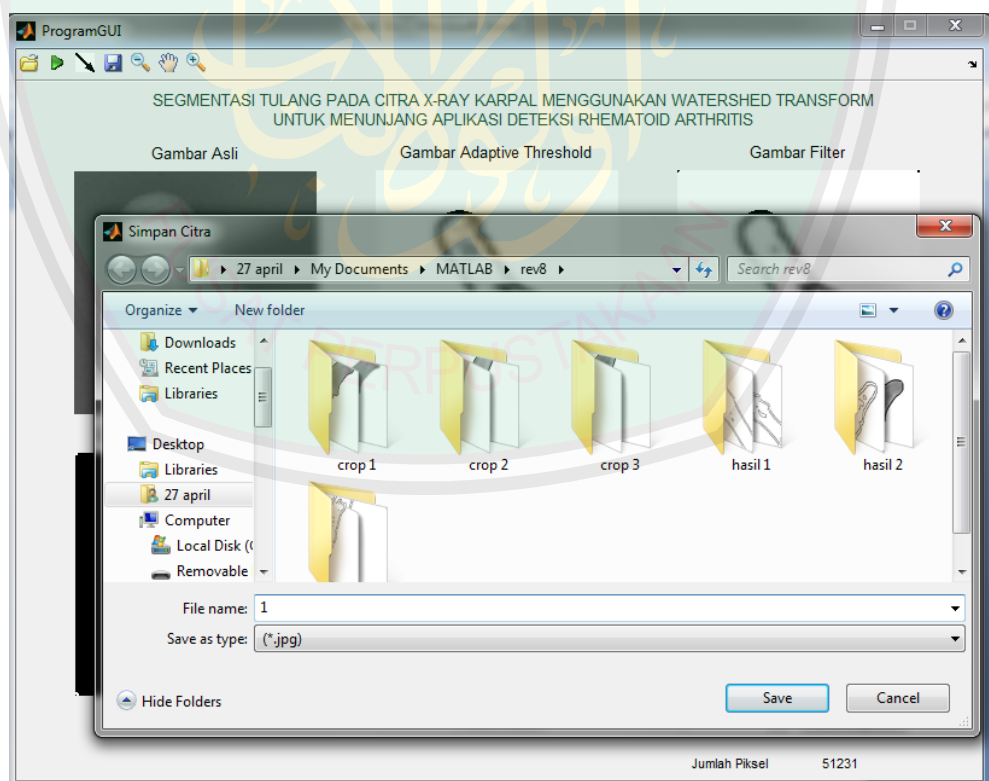 ProgramGUI
SEGMENTASI TULANG PADA CITRA X-RAY KARPAL MENGGUNAKAN WATERSHED TRANSFORM
UNTUK MENUNJANG APLIKASI DETEKSI RHEMATOID ARTHRITIS
Gambar Asli
Gambar Adaptive Threshold
Gambar Filter
Simpan Citra
27 april
My Documents
MATLAB
rev8
Search rev8
Organize
New folder
Downloads
Recent Places
Libraries
Desktop
Libraries
27 april
Computer
Local Disk (
Removable
crop 1
crop 2
crop 3
hasil 1
hasil 2
PERPUSTAKAAN
File name: 1
Save as type: (*.jpg)
Hide Folders
Save
Cancel
Jumlah Piksel 51231